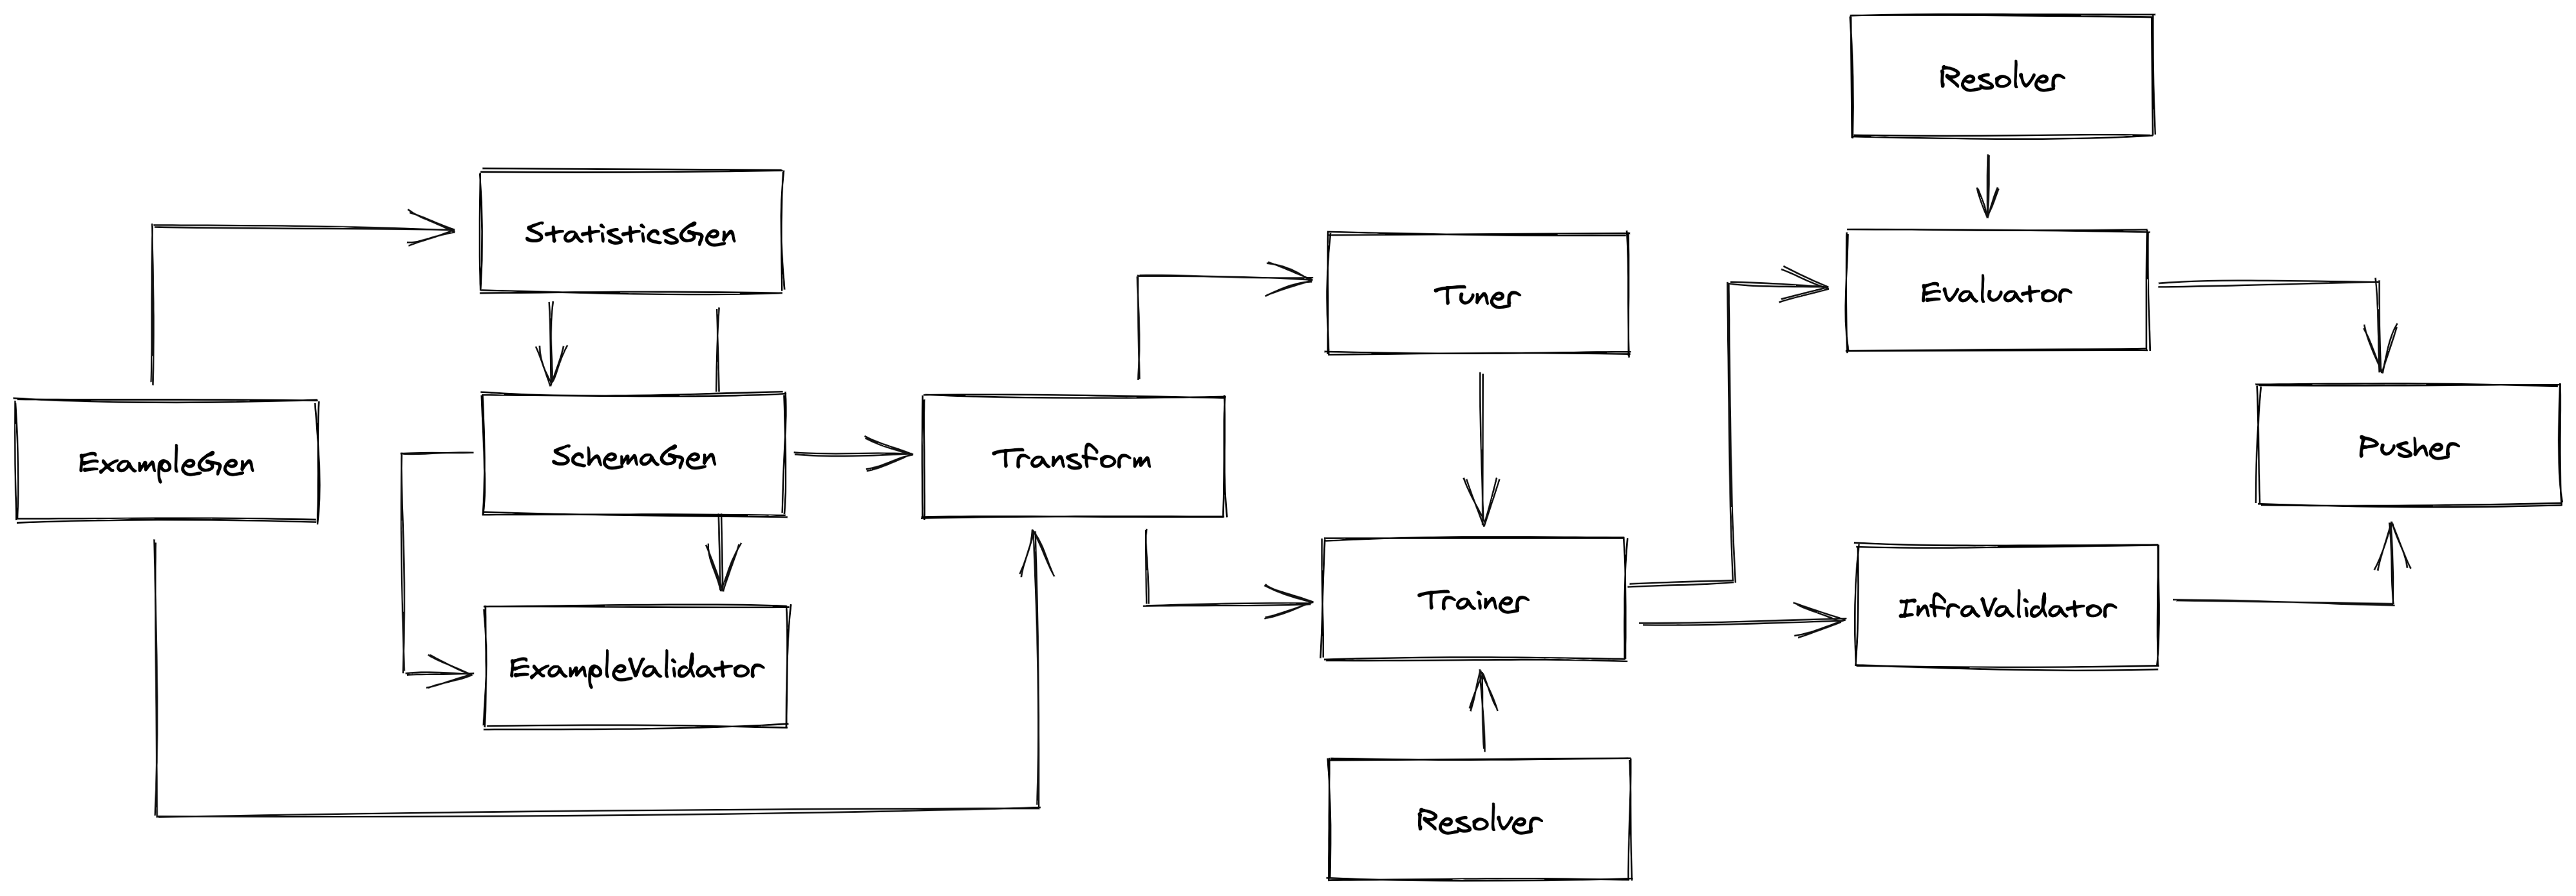 Resolver
StatisticsGen
Tuner
Evaluator
ExampleGen
SchemaGen
Transform
Pusher
ExampleValidator
Trainer
InfraValidator
Resolver